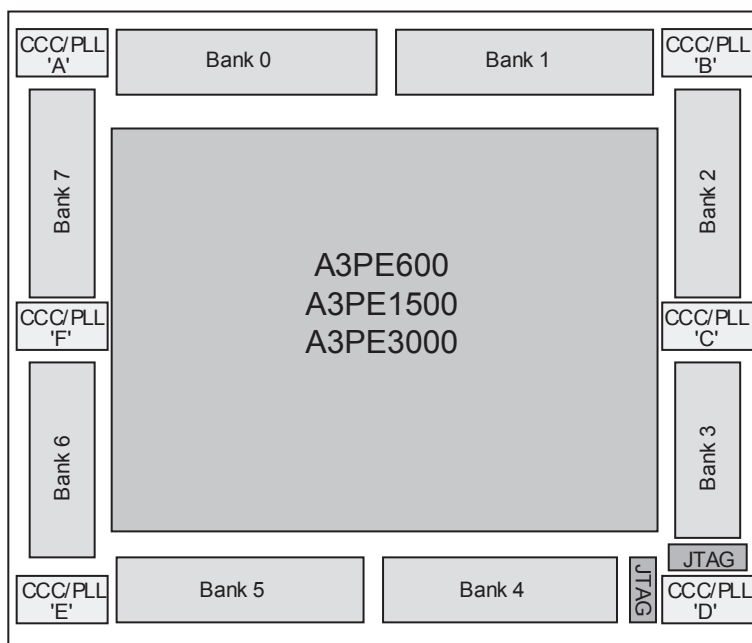 CCC/PLL
'A'
Bank 0
Bank 1
CCC/PLL
'B'
Bank 7
Bank 2
A3PE600
A3PE1500
A3PE3000
CCC/PLL
'F'
CCC/PLL
'C'
Bank 6
Bank 3
JTAG
CCC/PLL
'E'
Bank 5
Bank 4
JTAG
CCC/PLL
'D'